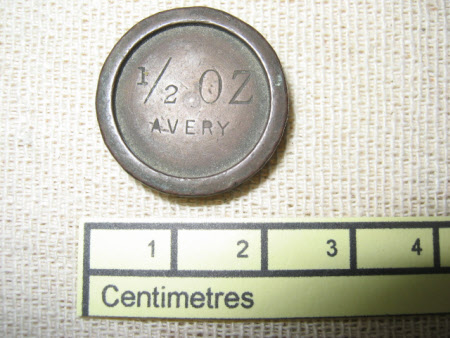 1/2 OZ
AVERY
1 2 3 4
Centimetres